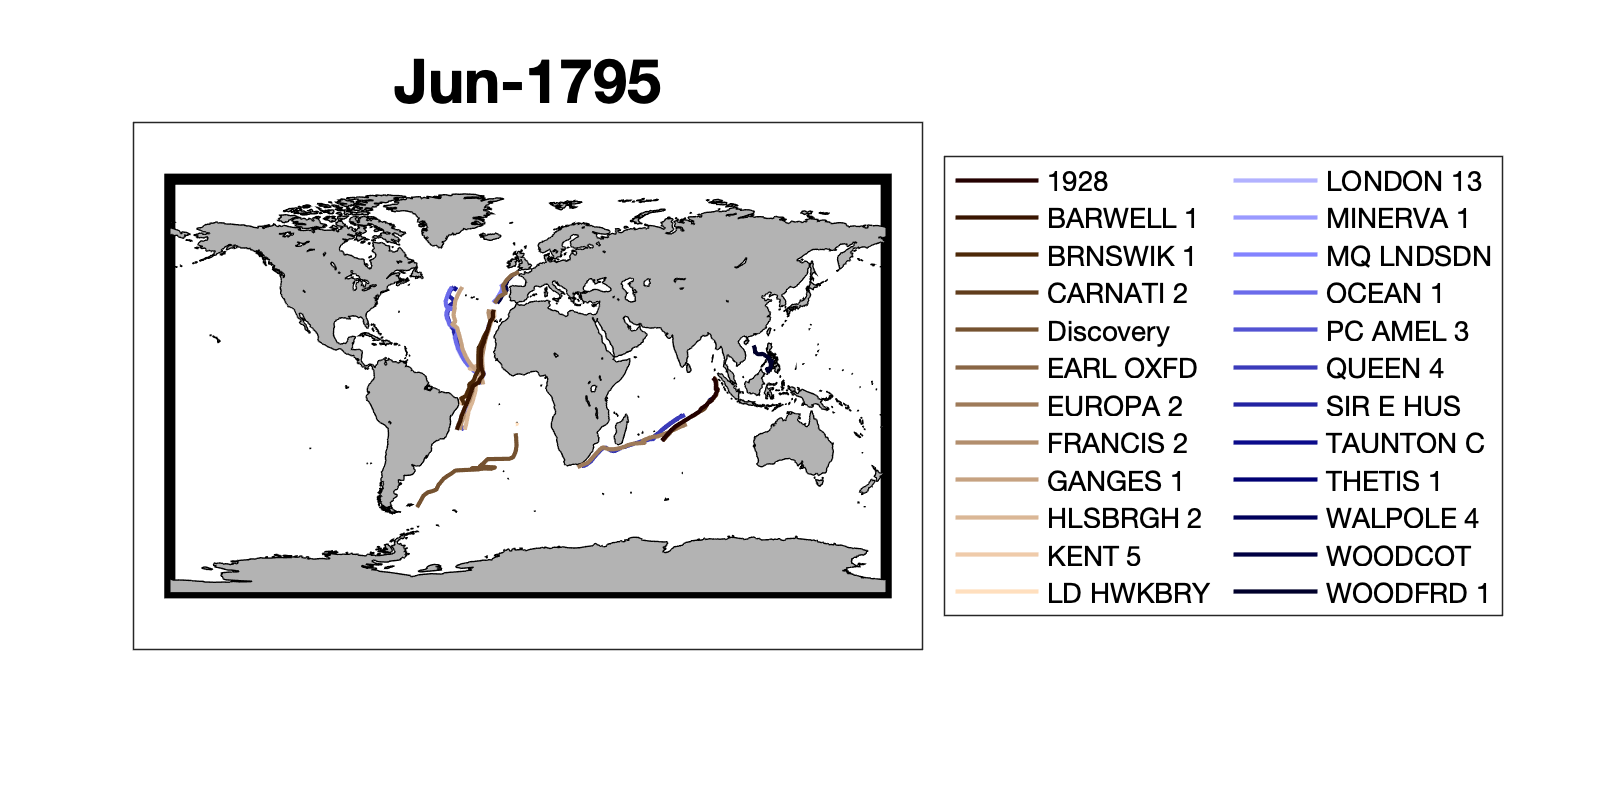 Jun-1795
1928
BARWELL 1
BRNSWIK 1
CARNATI 2
Discovery
EARL OXFD
EUROPA 2
FRANCIS 2
GANGES 1
HLSBRGH 2
KENT 5
LD HWKBRY
LONDON 13
MINERVA 1
MQ LNDSDN
OCEAN 1
PC AMEL 3
QUEEN 4
SIR E HUS
TAUNTON C
THETIS 1
WALPOLE 4
WOODCOT
WOODFRD 1